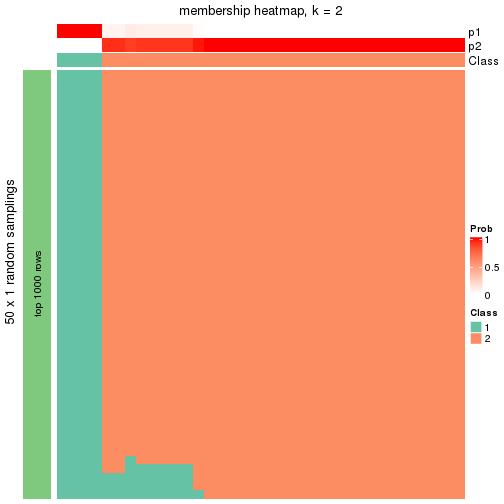 membership heatmap, k = 2
p1
p2
Class
50 x 1 random samplings
top 1000 rows
Prob
1
0.5
0
Class
1
2